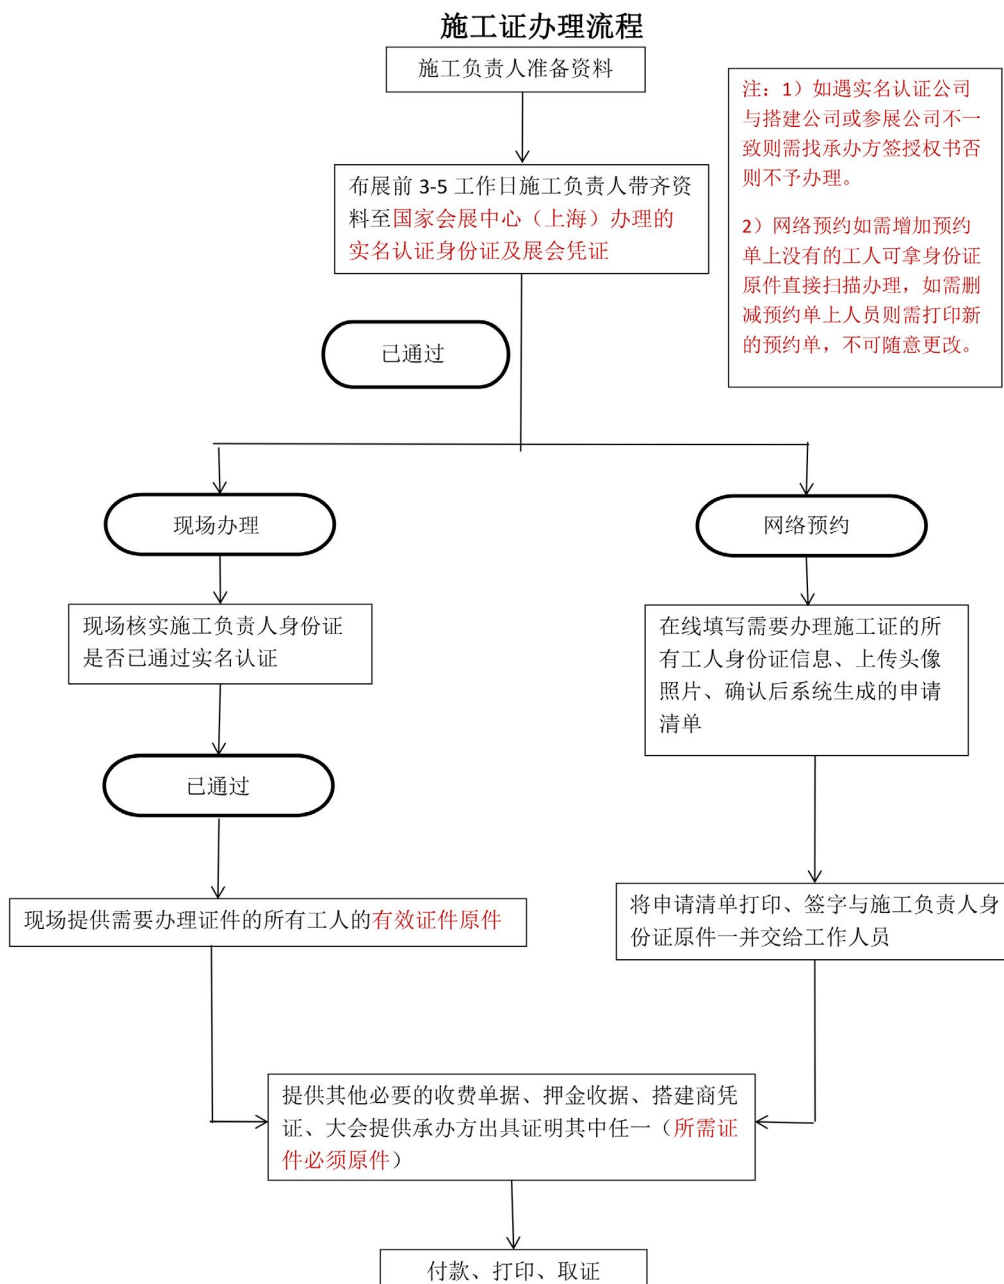 施工证办理流程
施工负责人准备资料
注：1）如遇实名认证公司
与搭建公司或参展公司不一
致则需找承办方签授权书否
则不予办理。
2）网络预约如需增加预约
单上没有的工人可拿身份证
原件直接扫描办理，如需删
减预约单上人员则需打印新
的预约单，不可随意更改。
布展前 3-5 工作日施工负责人带齐资
料至国家会展中心（上海）办理的
实名认证身份证及展会凭证
已通过
现场办理
网络预约
现场核实施工负责人身份证
是否已通过实名认证
在线填写需要办理施工证的所
有工人身份证信息、上传头像
照片、确认后系统生成的申请
清单
已通过
现场提供需要办理证件的所有工人的有效证件原件
将申请清单打印、签字与施工负责人身
份证原件一并交给工作人员
提供其他必要的收费单据、押金收据、搭建商凭
证、大会提供承办方出具证明其中任一（所需证
件必须原件）
付款、打印、取证